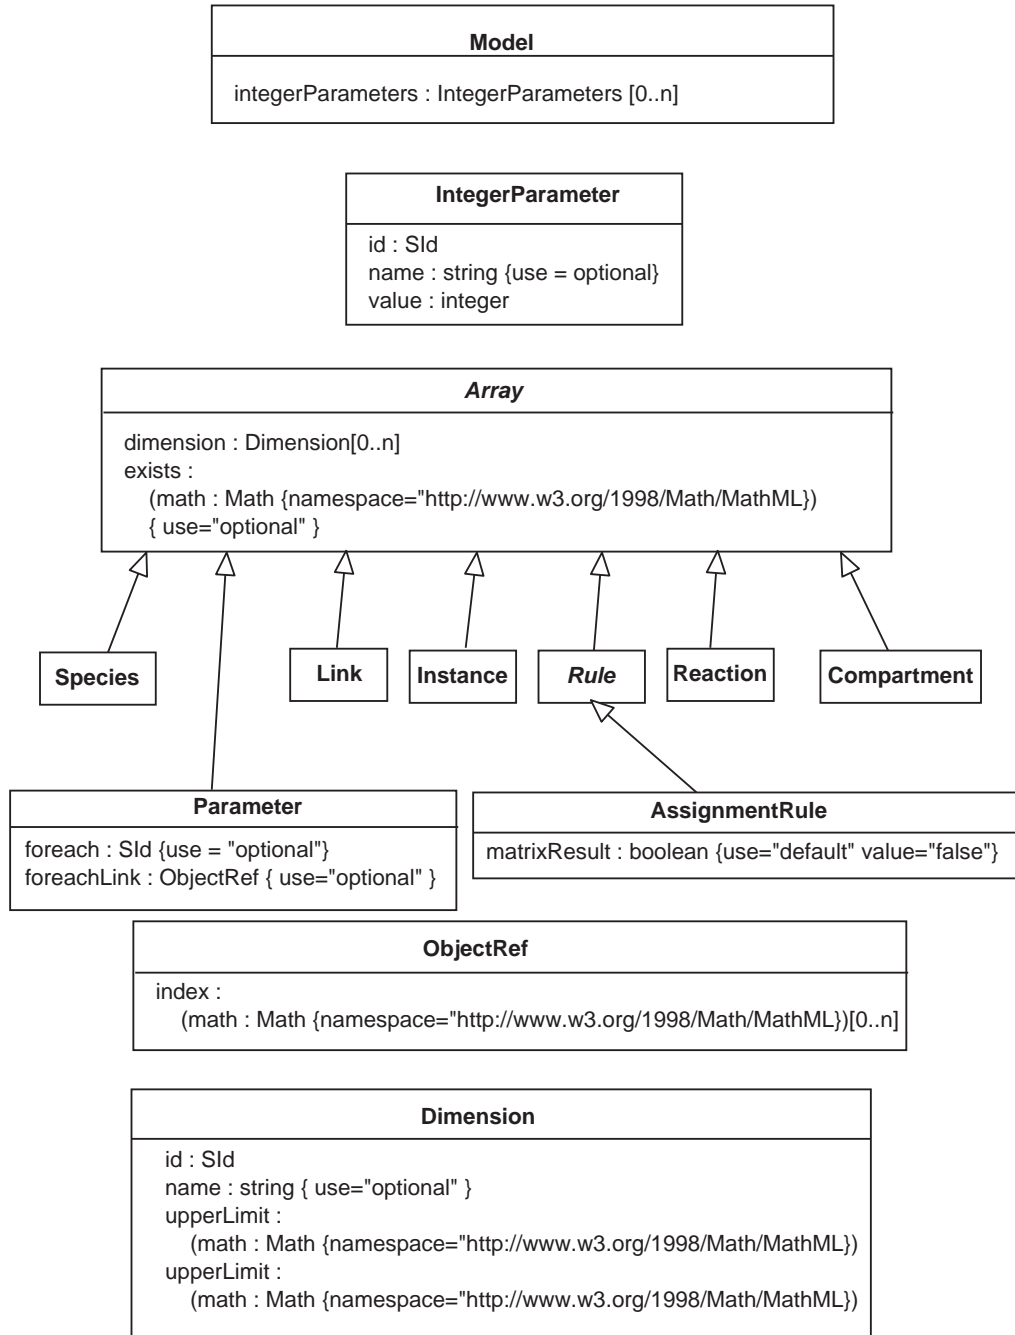 Model
integerParameters : IntegerParameters [0..n]
IntegerParameter
id : SId
name : string {use = optional}
value : integer
Array
dimension : Dimension[0..n]
exists :
(math : Math {namespace="http://www.w3.org/1998/Math/MathML})
{ use="optional" }
Species
Link
Instance
Rule
Reaction
Compartment
Parameter
foreach : SId {use = "optional"}
foreachLink : ObjectRef { use="optional" }
AssignmentRule
matrixResult : boolean {use="default" value="false"}
ObjectRef
index :
(math : Math {namespace="http://www.w3.org/1998/Math/MathML})[0..n]
Dimension
id : SId
name : string { use="optional" }
upperLimit :
(math : Math {namespace="http://www.w3.org/1998/Math/MathML})
upperLimit :
(math : Math {namespace="http://www.w3.org/1998/Math/MathML})